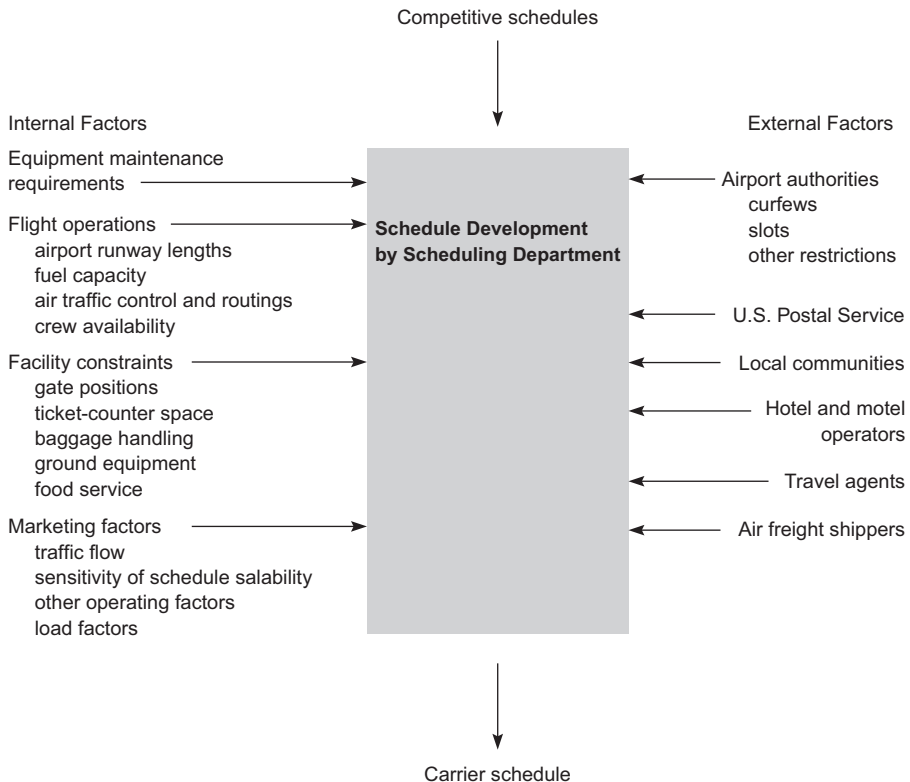 Competitive schedules
Internal Factors
Equipment maintenance
requirements
Flight operations
airport runway lengths
fuel capacity
air traffic control and routings
crew availability
Facility constraints
gate positions
ticket-counter space
baggage handling
ground equipment
food service
Marketing factors
traffic flow
sensitivity of schedule salability
other operating factors
load factors
Schedule Development
by Scheduling Department
External Factors
Airport authorities
curfews
slots
other restrictions
U.S. Postal Service
Local communities
Hotel and motel
operators
Travel agents
Air freight shippers
Carrier schedule